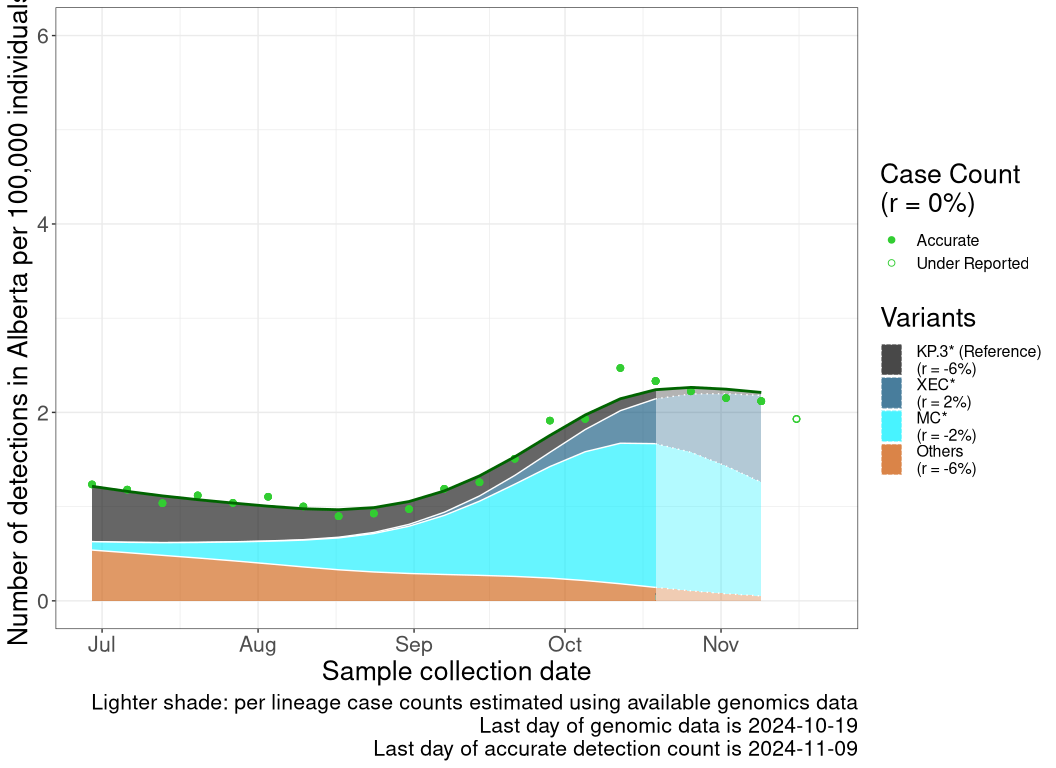 Number of detections in Alberta per 100,000 individuals
6
4
2
0
Jul
Aug
Sep
Oct
Nov
Sample collection date
Lighter shade: per lineage case counts estimated using available genomics data
Last day of genomic data is 2024-10-19
Last day of accurate detection count is 2024-11-09
Case Count
(r = 0%)
Accurate
Under Reported
Variants
KP.3* (Reference)
(r = -6%)
XEC*
(r = 2%)
MC*
(r = -2%)
Others
(r = -6%)